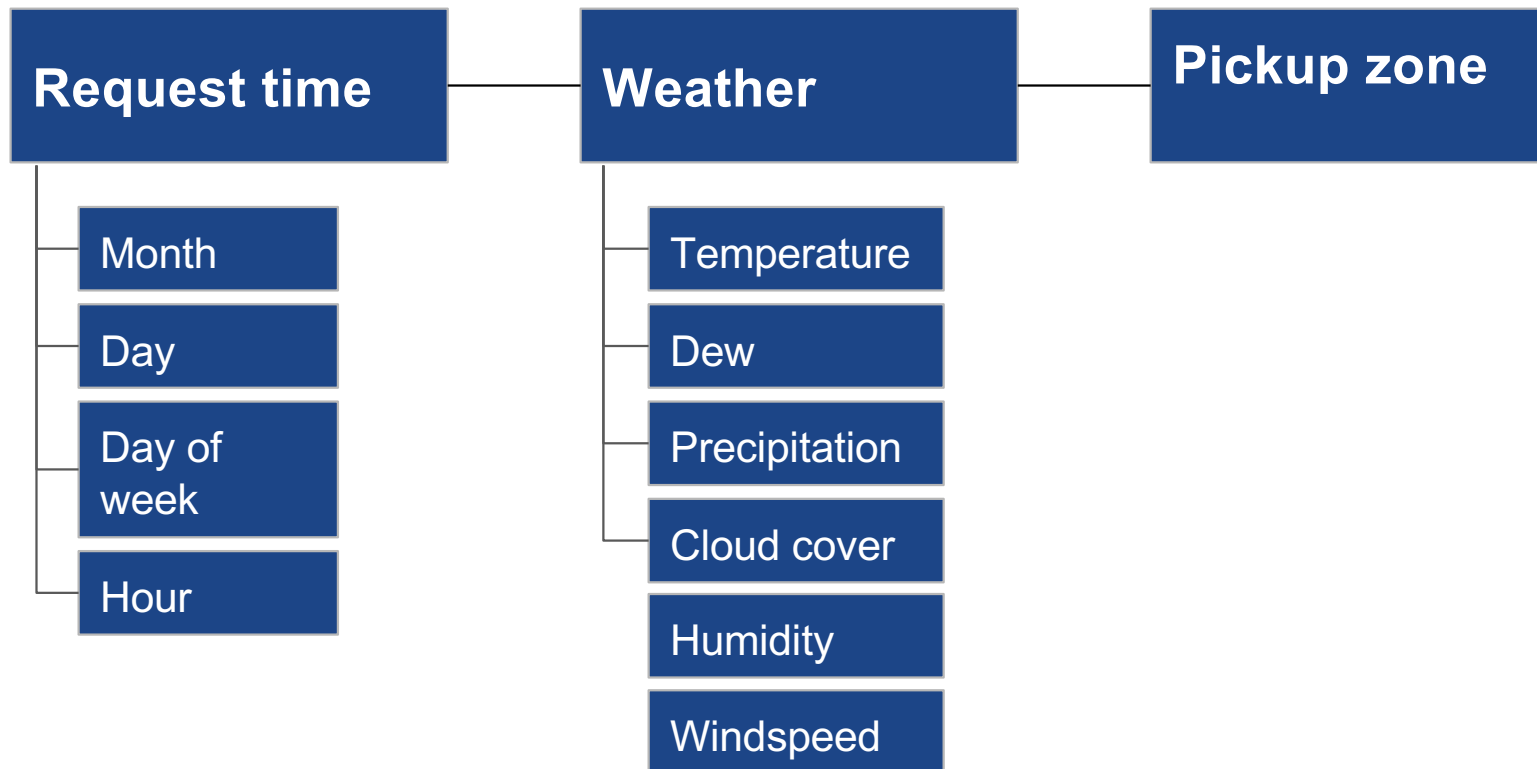 Request time
Weather
Pickup zone
Month
Day
Day of
week
Hour
Temperature
Dew
Precipitation
Cloud cover
Humidity
Windspeed